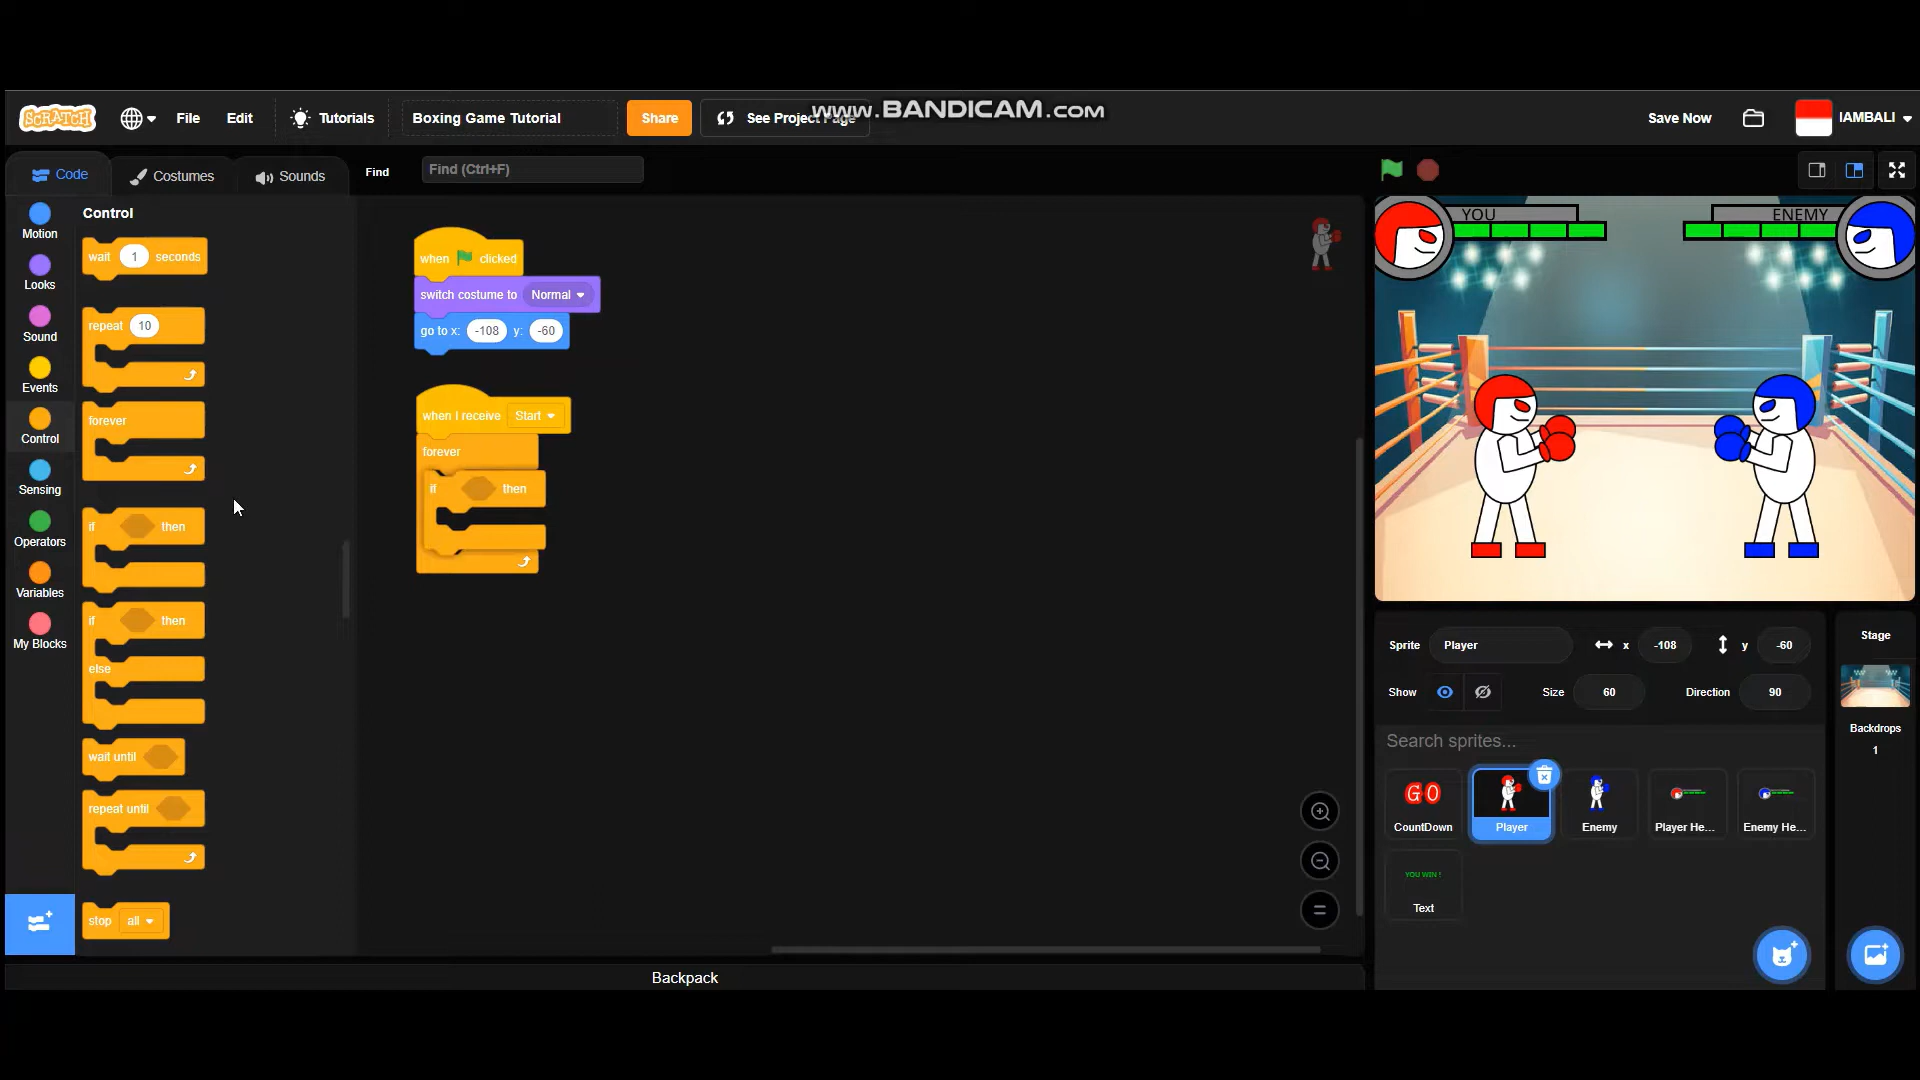 www.BANDICAM.com
SCRATCH
File
Edit
Tutorials
Boxing Game Tutorial
Share
See Project Page
Save Now
IAMBALI
Code
Costumes
Sounds
Find
Find (Ctrl+F)
Motion
Looks
Sound
Events
Control
Sensing
Operators
Variables
My Blocks
Control
wait 1 seconds
repeat 10
forever
if then
if then
else
wait until
repeat until
stop all
when clicked
switch costume to Normal
go to x: -108 y: -60
when I receive Start
forever
if then
YOU
ENEMY
Sprite Player x -108 y -60
Show Size 60 Direction 90
Search sprites...
GO
CountDown
Player
Enemy
Player He...
Enemy He...
YOU WIN !
Text
Stage
Backdrops
1
Backpack